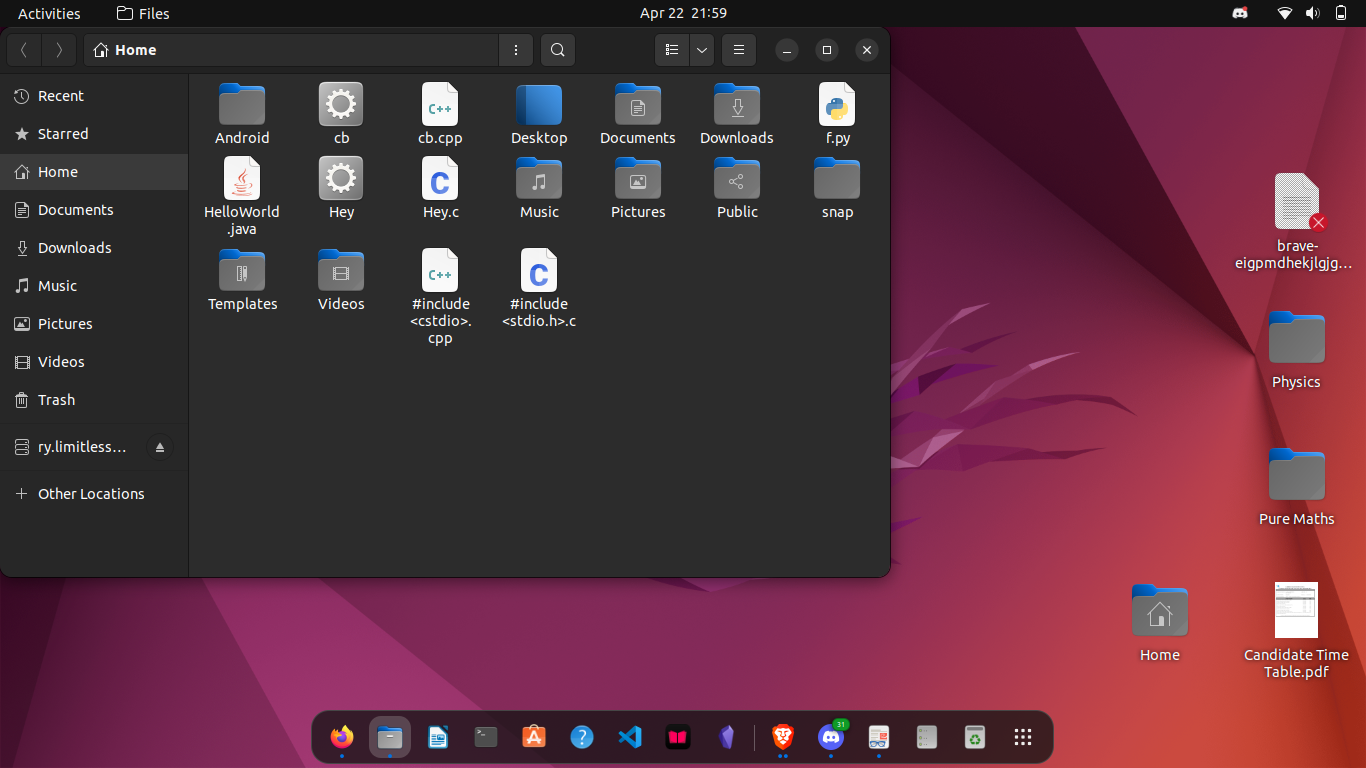 Activities
Files
Apr 22 21:59
Home
Recent
Starred
Home
Documents
Downloads
Music
Pictures
Videos
Trash
ry.limitless…
Other Locations
Android
cb
C++
cb.cpp
Desktop
Documents
Downloads
f.py
HelloWorld
.java
Hey
C
Hey.c
Music
Pictures
Public
snap
Templates
Videos
C++
#include
<cstdio>.
cpp
C
#include
<stdio.h>.c
brave-
eigpmdhekjlgjg…
Physics
Pure Maths
Home
Candidate Time
Table.pdf
31